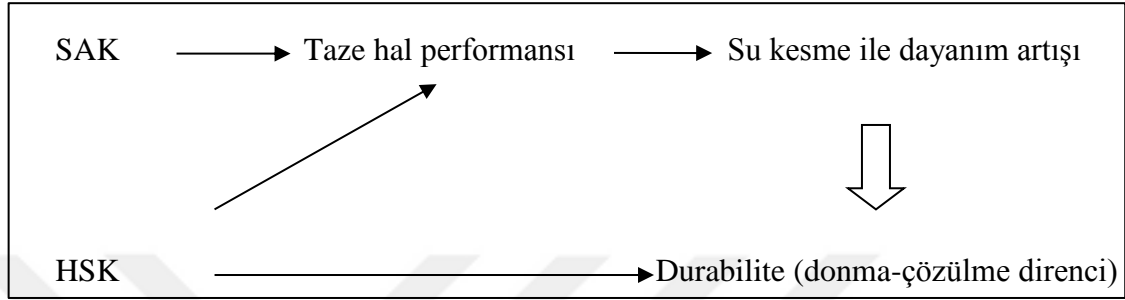 SAK Taze hal performansı Su kesme ile dayanım artışı
HSK Durabilite (donma-çözülme direnci)